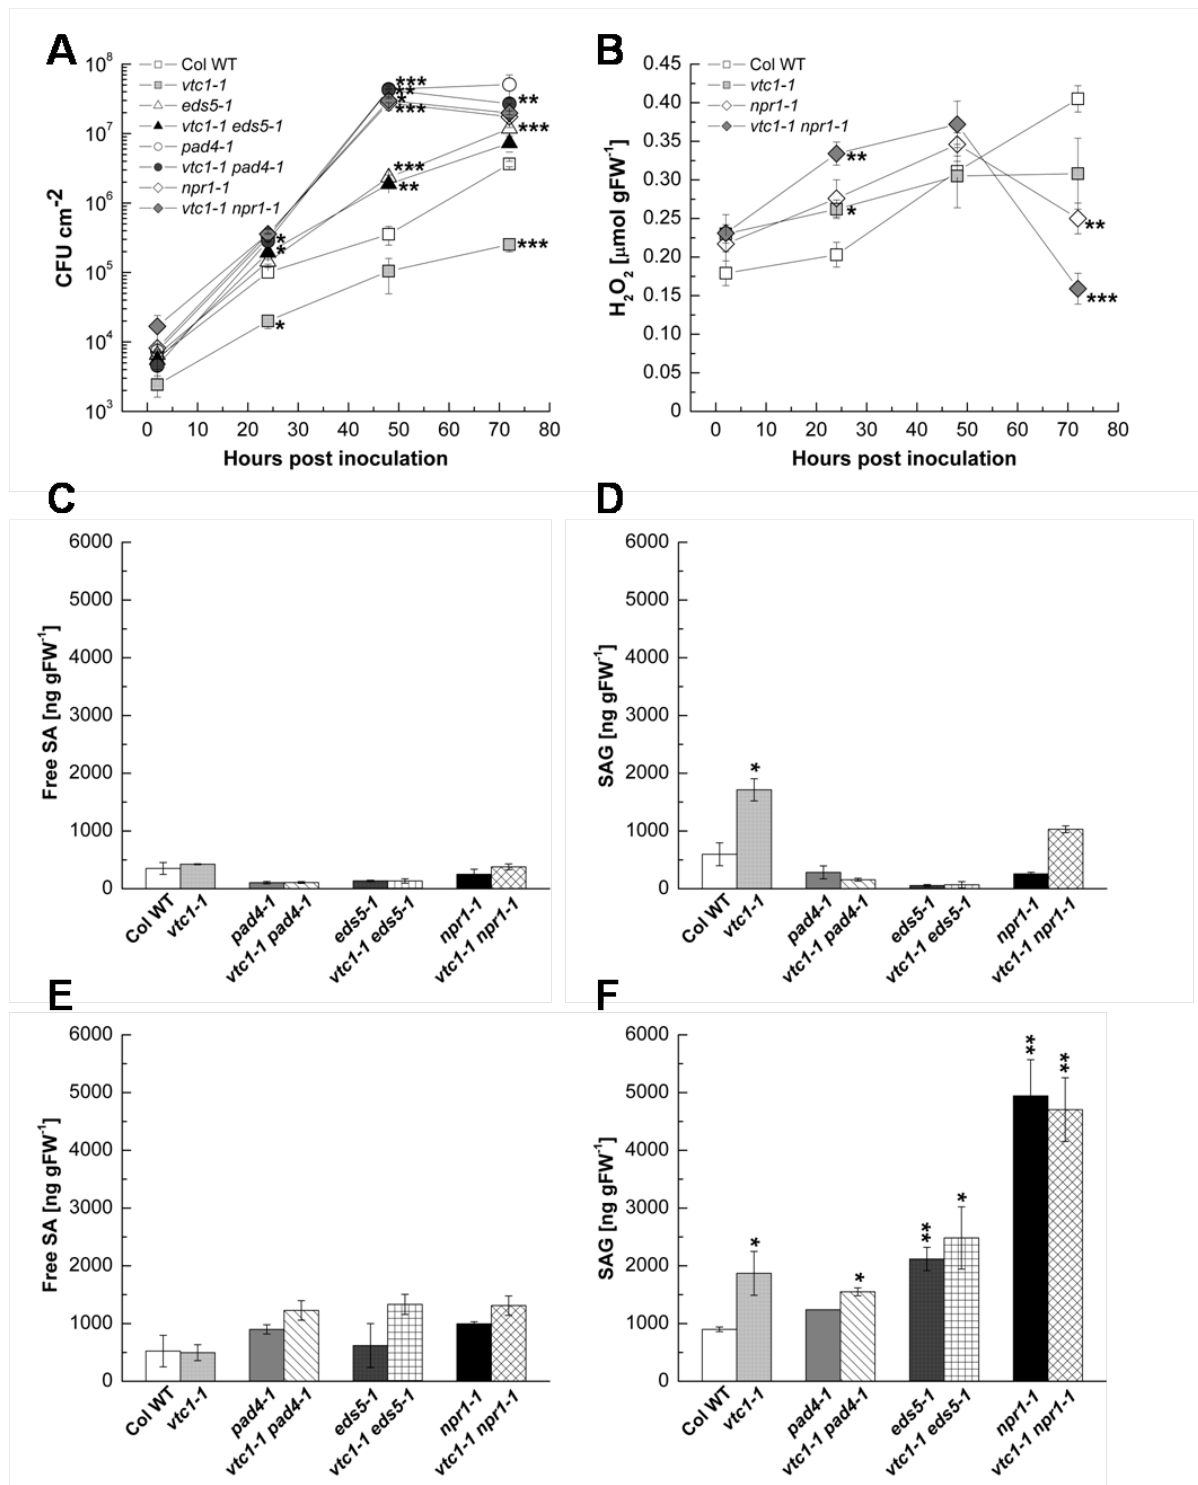 A
B
10^8
10^7
10^6
10^5
10^4
10^3
CFU cm^-2
Col WT
vtc1-1
eds5-1
vtc1-1 eds5-1
pad4-1
vtc1-1 pad4-1
npr1-1
vtc1-1 npr1-1
***
**
*
***
***
**
*
*
*
**
***
***
0 10 20 30 40 50 60 70 80
Hours post inoculation
0.45
0.40
0.35
0.30
0.25
0.20
0.15
0.10
0.05
0
H2O2 [μmol gFW^-1]
Col WT
vtc1-1
npr1-1
vtc1-1 npr1-1
**
*
**
***
0 10 20 30 40 50 60 70 80
Hours post inoculation
C
D
6000
5000
4000
3000
2000
1000
0
Free SA [ng gFW^-1]
Col WT
vtc1-1
pad4-1
vtc1-1 pad4-1
eds5-1
vtc1-1 eds5-1
npr1-1
vtc1-1 npr1-1
6000
5000
4000
3000
2000
1000
0
SAG [ng gFW^-1]
*
Col WT
vtc1-1
pad4-1
vtc1-1 pad4-1
eds5-1
vtc1-1 eds5-1
npr1-1
vtc1-1 npr1-1
E
F
6000
5000
4000
3000
2000
1000
0
Free SA [ng gFW^-1]
Col WT
vtc1-1
pad4-1
vtc1-1 pad4-1
eds5-1
vtc1-1 eds5-1
npr1-1
vtc1-1 npr1-1
6000
5000
4000
3000
2000
1000
0
SAG [ng gFW^-1]
*
*
**
*
**
**
Col WT
vtc1-1
pad4-1
vtc1-1 pad4-1
eds5-1
vtc1-1 eds5-1
npr1-1
vtc1-1 npr1-1